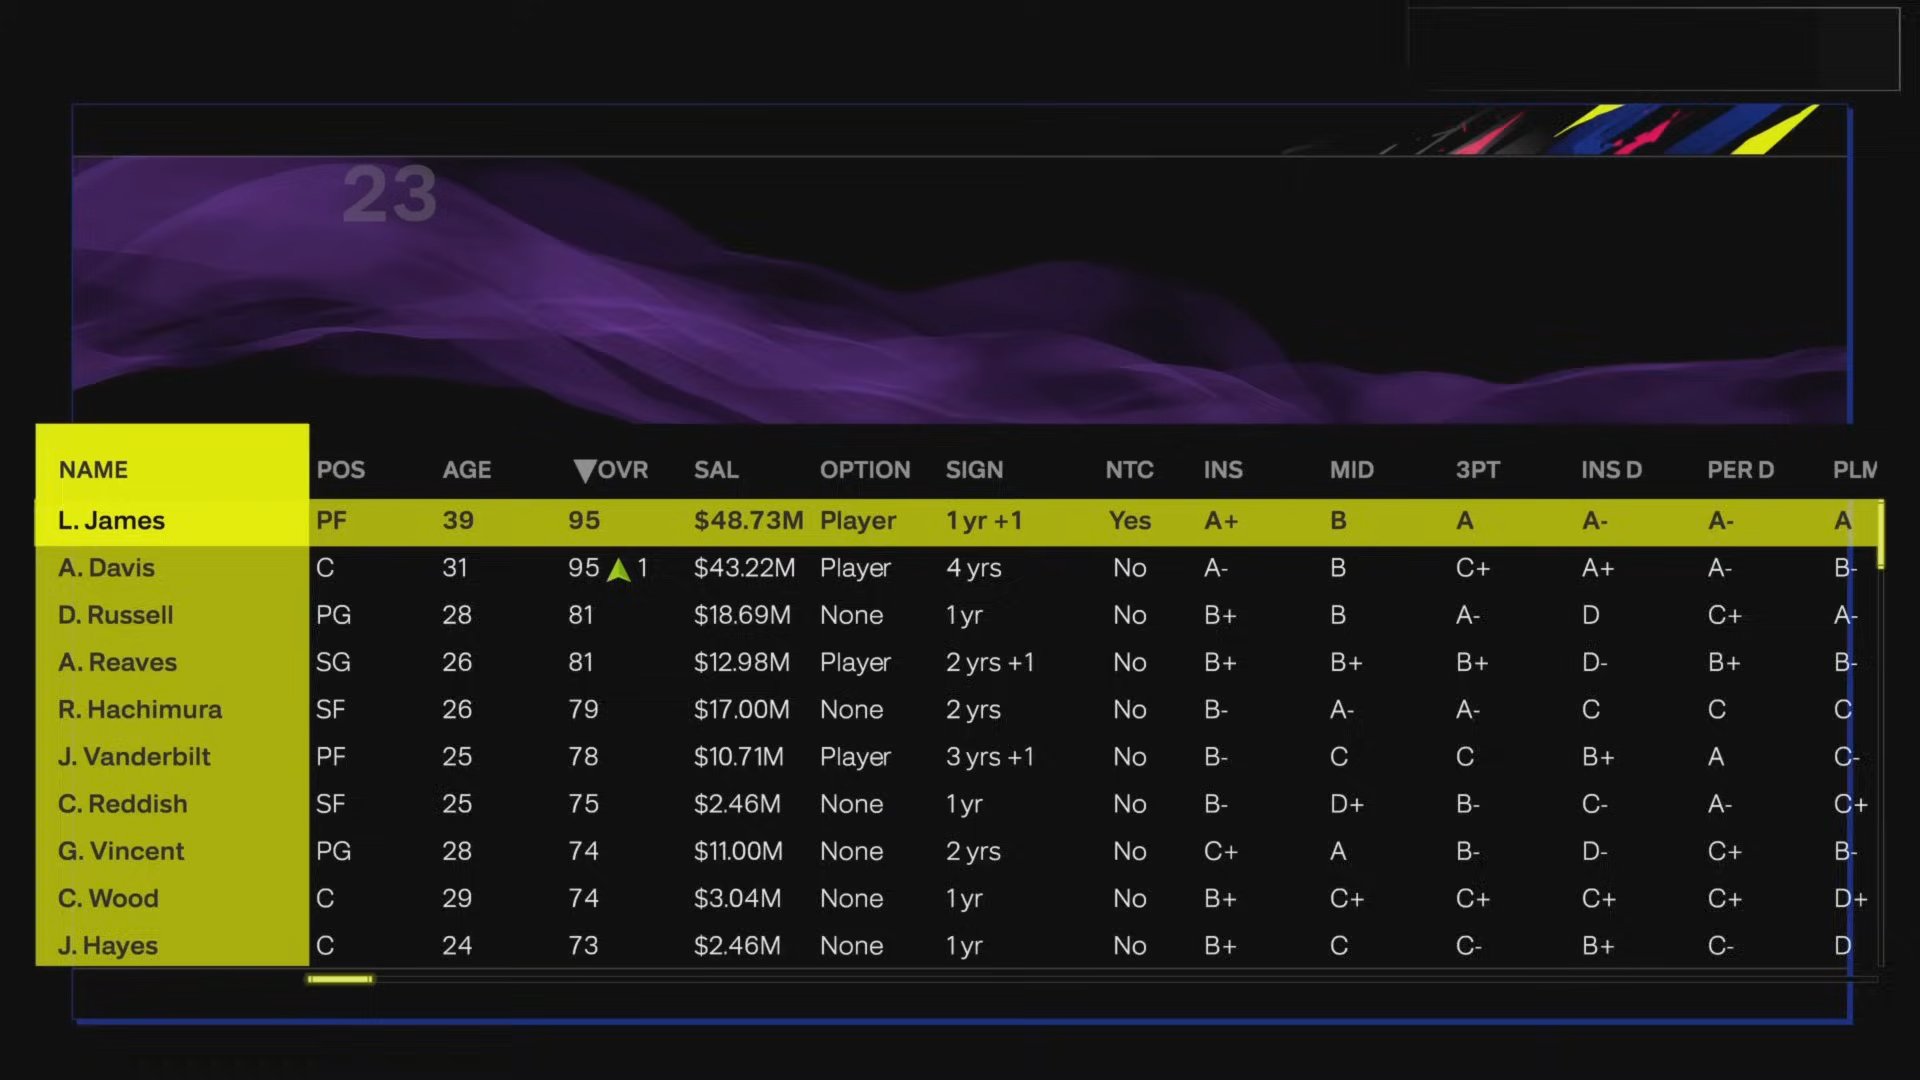 23
NAME POS AGE ▼OVR SAL OPTION SIGN NTC INS MID 3PT INS D PER D PLM
L. James PF 39 95 $48.73M Player 1 yr +1 Yes A+ B A A- A- A
A. Davis C 31 95 ▲ 1 $43.22M Player 4 yrs No A- B C+ A+ A- B-
D. Russell PG 28 81 $18.69M None 1 yr No B+ B A- D C+ A-
A. Reaves SG 26 81 $12.98M Player 2 yrs +1 No B+ B+ B+ D- B+ B-
R. Hachimura SF 26 79 $17.00M None 2 yrs No B- A- A- C C C
J. Vanderbilt PF 25 78 $10.71M Player 3 yrs +1 No B- C C B+ A C-
C. Reddish SF 25 75 $2.46M None 1 yr No B- D+ B- C- A- C+
G. Vincent PG 28 74 $11.00M None 2 yrs No C+ A B- D- C+ B-
C. Wood C 29 74 $3.04M None 1 yr No B+ C+ C+ C+ C+ D+
J. Hayes C 24 73 $2.46M None 1 yr No B+ C C- B+ C- D